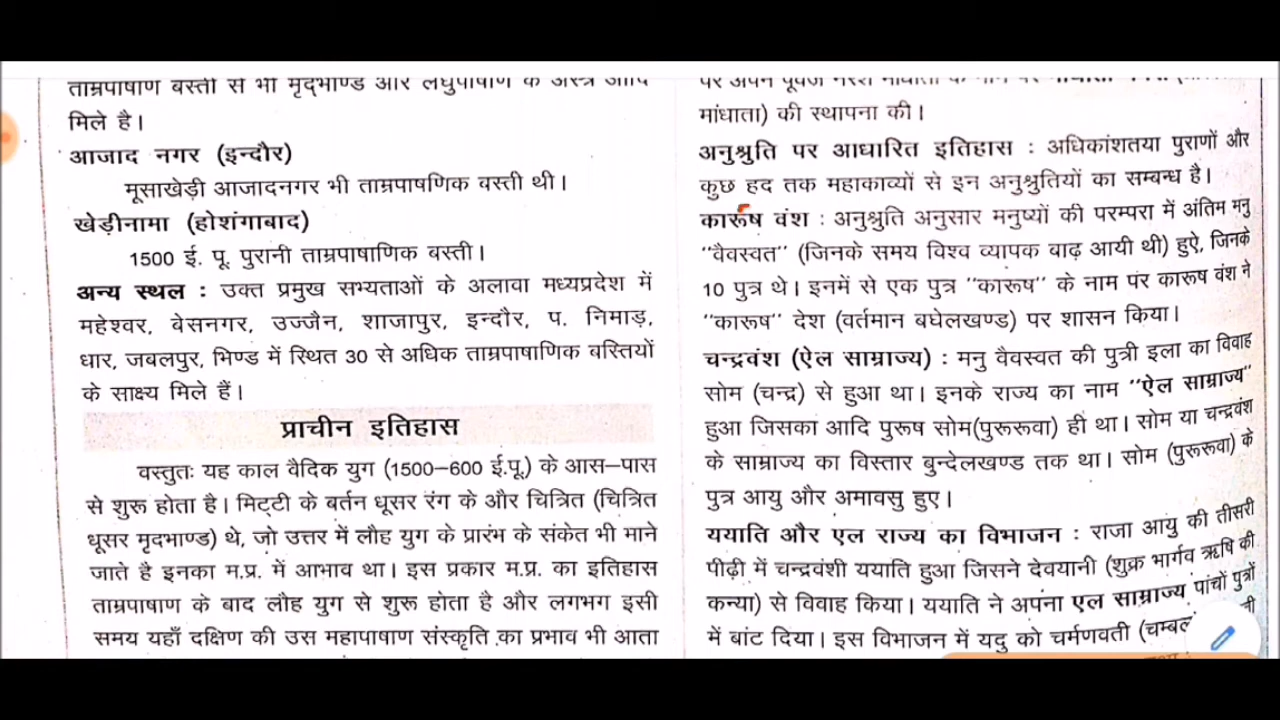 ताम्रपाषाण बस्ती से भी मृद्भाण्ड और लघुपाषाण के अस्त्र आदि
मिले है।
आजाद नगर (इन्दौर)
मूसाखेड़ी आजादनगर भी ताम्रपाषणिक बस्ती थी।
खेड़ीनामा (होशंगाबाद)
1500 ई. पू. पुरानी ताम्रपाषाणिक बस्ती।
अन्य स्थल : उक्त प्रमुख सभ्यताओं के अलावा मध्यप्रदेश में
महेश्वर, बेसनगर, उज्जैन, शाजापुर, इन्दौर, प. निमाड़,
धार, जबलपुर, भिण्ड में स्थित 30 से अधिक ताम्रपाषाणिक बस्तियों
के साक्ष्य मिले हैं।
प्राचीन इतिहास
वस्तुतः यह काल वैदिक युग (1500–600 ई.पू.) के आस–पास
से शुरू होता है। मिट्टी के बर्तन धूसर रंग के और चित्रित (चित्रित
धूसर मृदभाण्ड) थे, जो उत्तर में लौह युग के प्रारंभ के संकेत भी माने
जाते है इनका म.प्र. में आभाव था। इस प्रकार म.प्र. का इतिहास
ताम्रपाषाण के बाद लौह युग से शुरू होता है और लगभग इसी
समय यहाँ दक्षिण की उस महापाषाण संस्कृति का प्रभाव भी आता
पर अपने पूर्वज नरेश मांधाता के नाम पर
मांधाता) की स्थापना की।
अनुश्रुति पर आधारित इतिहास : अधिकांशतया पुराणों और
कुछ हद तक महाकाव्यों से इन अनुश्रुतियों का सम्बन्ध है।
कारूष वंश : अनुश्रुति अनुसार मनुष्यों की परम्परा में अंतिम मनु
"वैवस्वत" (जिनके समय विश्व व्यापक बाढ़ आयी थी) हुऐ, जिनके
10 पुत्र थे। इनमें से एक पुत्र "कारूष" के नाम पर कारूष वंश ने
"कारूष" देश (वर्तमान बघेलखण्ड) पर शासन किया।
चन्द्रवंश (ऐल साम्राज्य) : मनु वैवस्वत की पुत्री इला का विवाह
सोम (चन्द्र) से हुआ था। इनके राज्य का नाम "ऐल साम्राज्य"
हुआ जिसका आदि पुरूष सोम(पुरूरूवा) ही था। सोम या चन्द्रवंश
के साम्राज्य का विस्तार बुन्देलखण्ड तक था। सोम (पुरूरूवा) के
पुत्र आयु और अमावसु हुए।
ययाति और एल राज्य का विभाजन : राजा आयु की तीसरी
पीढ़ी में चन्द्रवंशी ययाति हुआ जिसने देवयानी (शुक्र भार्गव ऋषि की
कन्या) से विवाह किया। ययाति ने अपना एल साम्राज्य पांचों पुत्रों
में बांट दिया। इस विभाजन में यदु को चर्मणवती